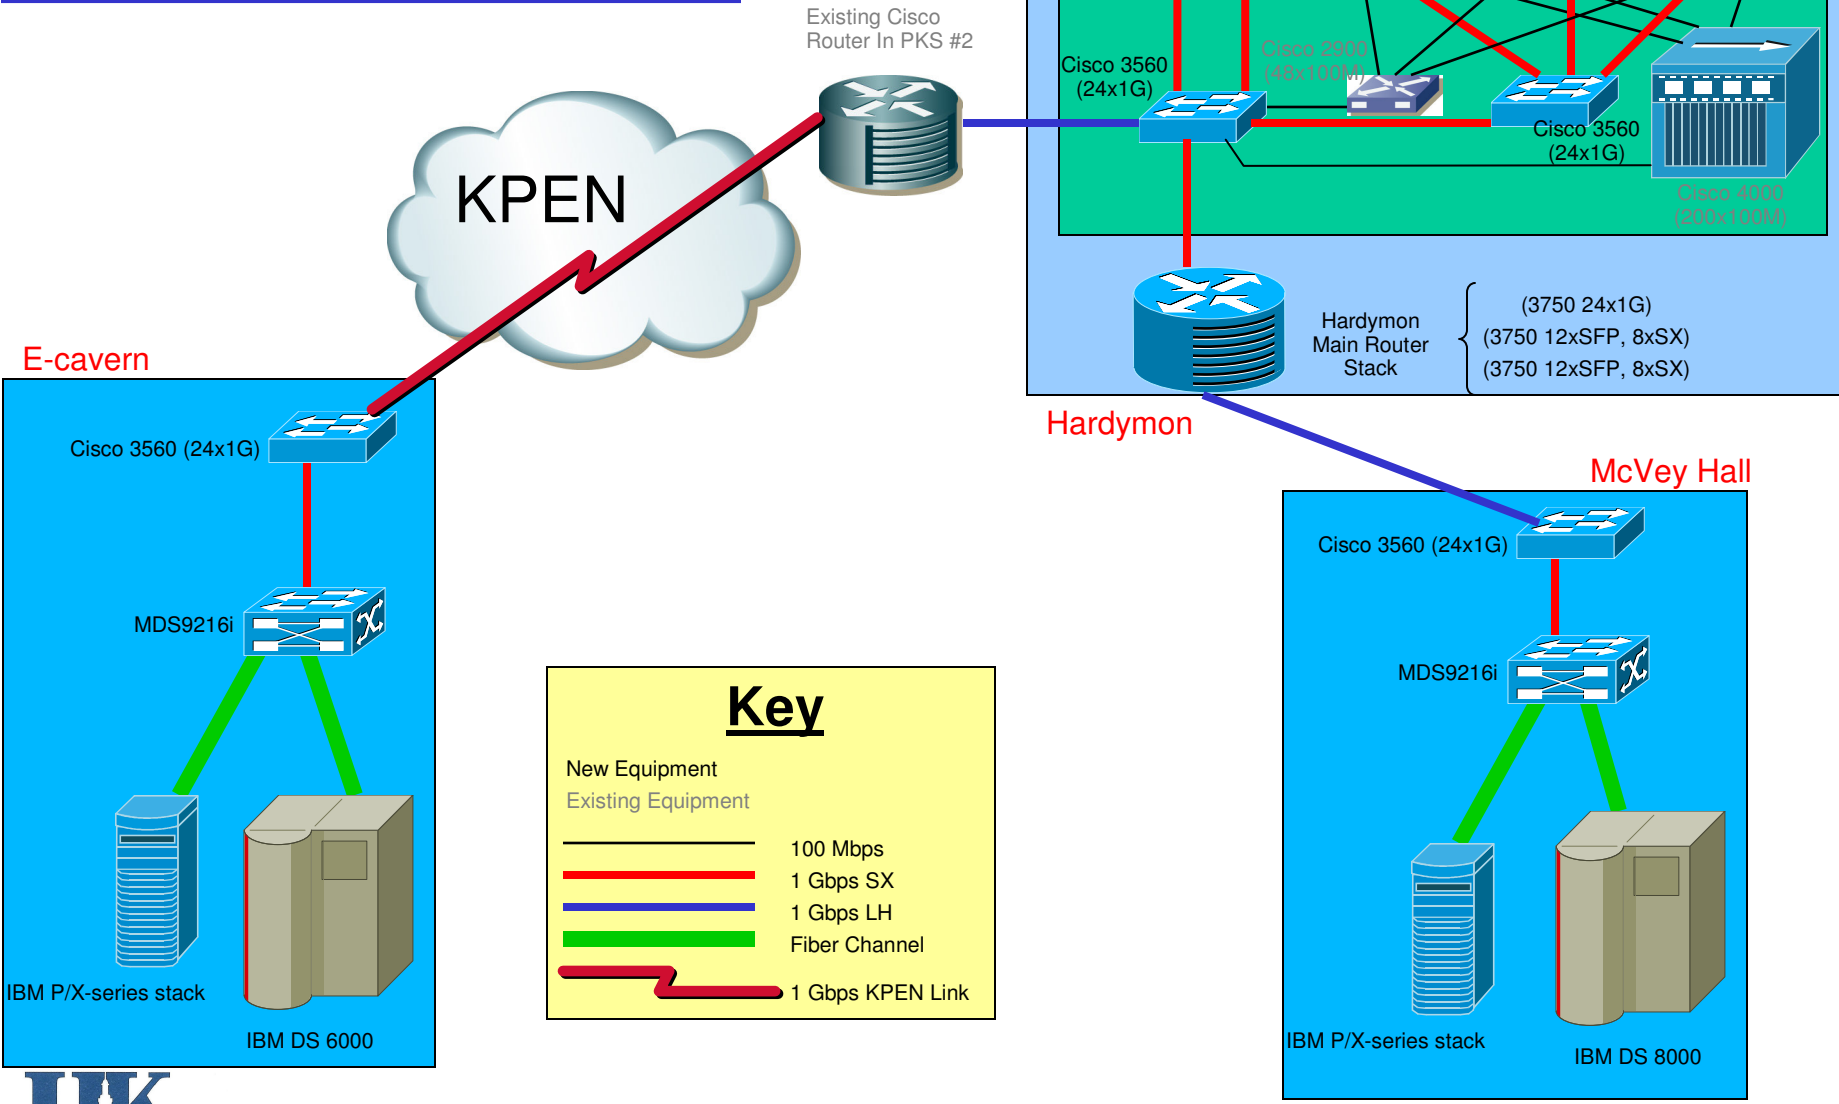 Existing Cisco
Router In PKS #2
Cisco 3560
(24x1G)
Cisco 2900
(48x100M)
Cisco 3560
(24x1G)
Cisco 4000
(200x100M)
KPEN
Hardymon
Main Router
Stack
(3750 24x1G)
(3750 12xSFP, 8xSX)
(3750 12xSFP, 8xSX)
E-cavern
Hardymon
McVey Hall
Cisco 3560 (24x1G)
MDS9216i
IBM P/X-series stack
IBM DS 6000
Key
New Equipment
Existing Equipment
100 Mbps
1 Gbps SX
1 Gbps LH
Fiber Channel
1 Gbps KPEN Link
Cisco 3560 (24x1G)
MDS9216i
IBM P/X-series stack
IBM DS 8000
UK